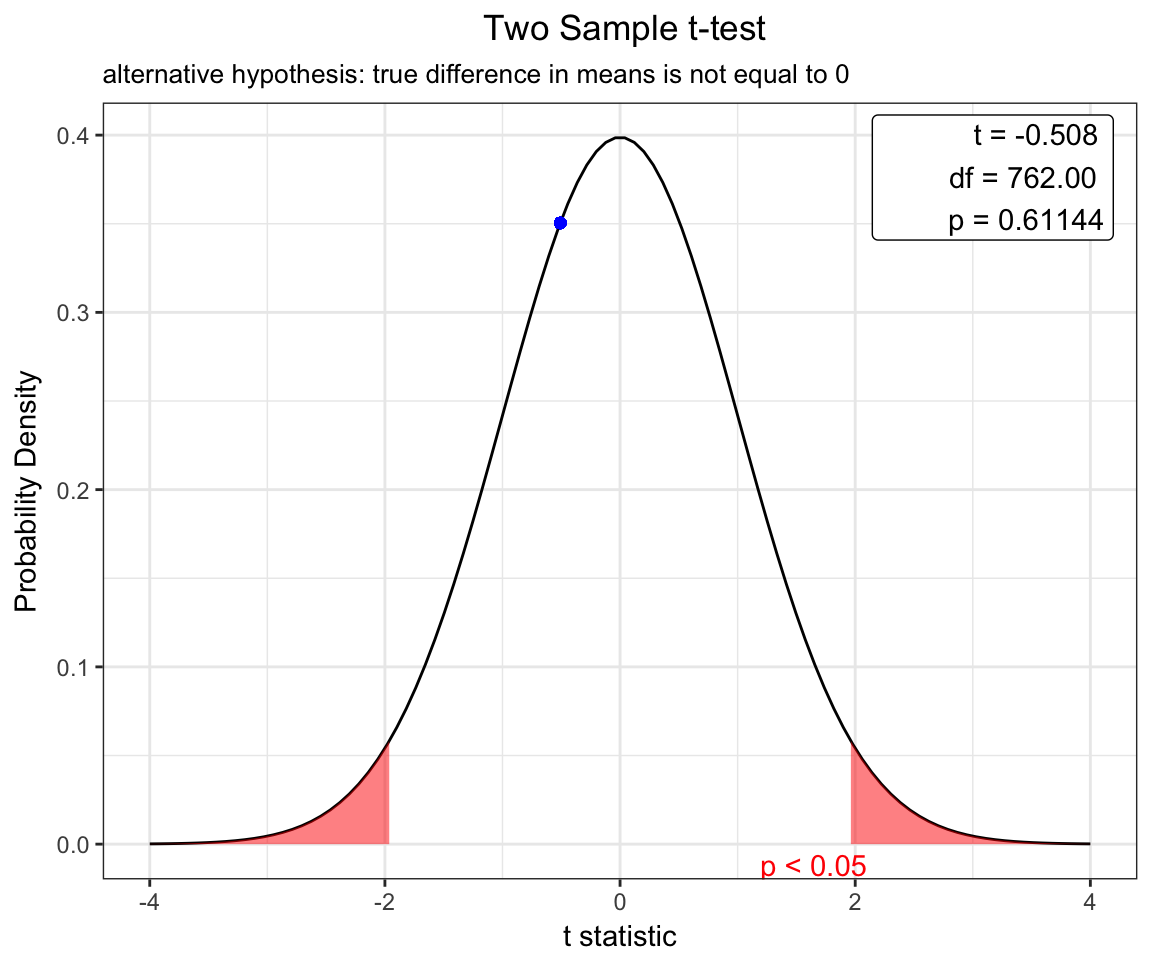 Two Sample t-test
alternative hypothesis: true difference in means is not equal to 0
t = -0.508
df = 762.00
p = 0.61144
Probability Density
0.4
0.3
0.2
0.1
0.0
p < 0.05
-4
-2
0
2
4
t statistic